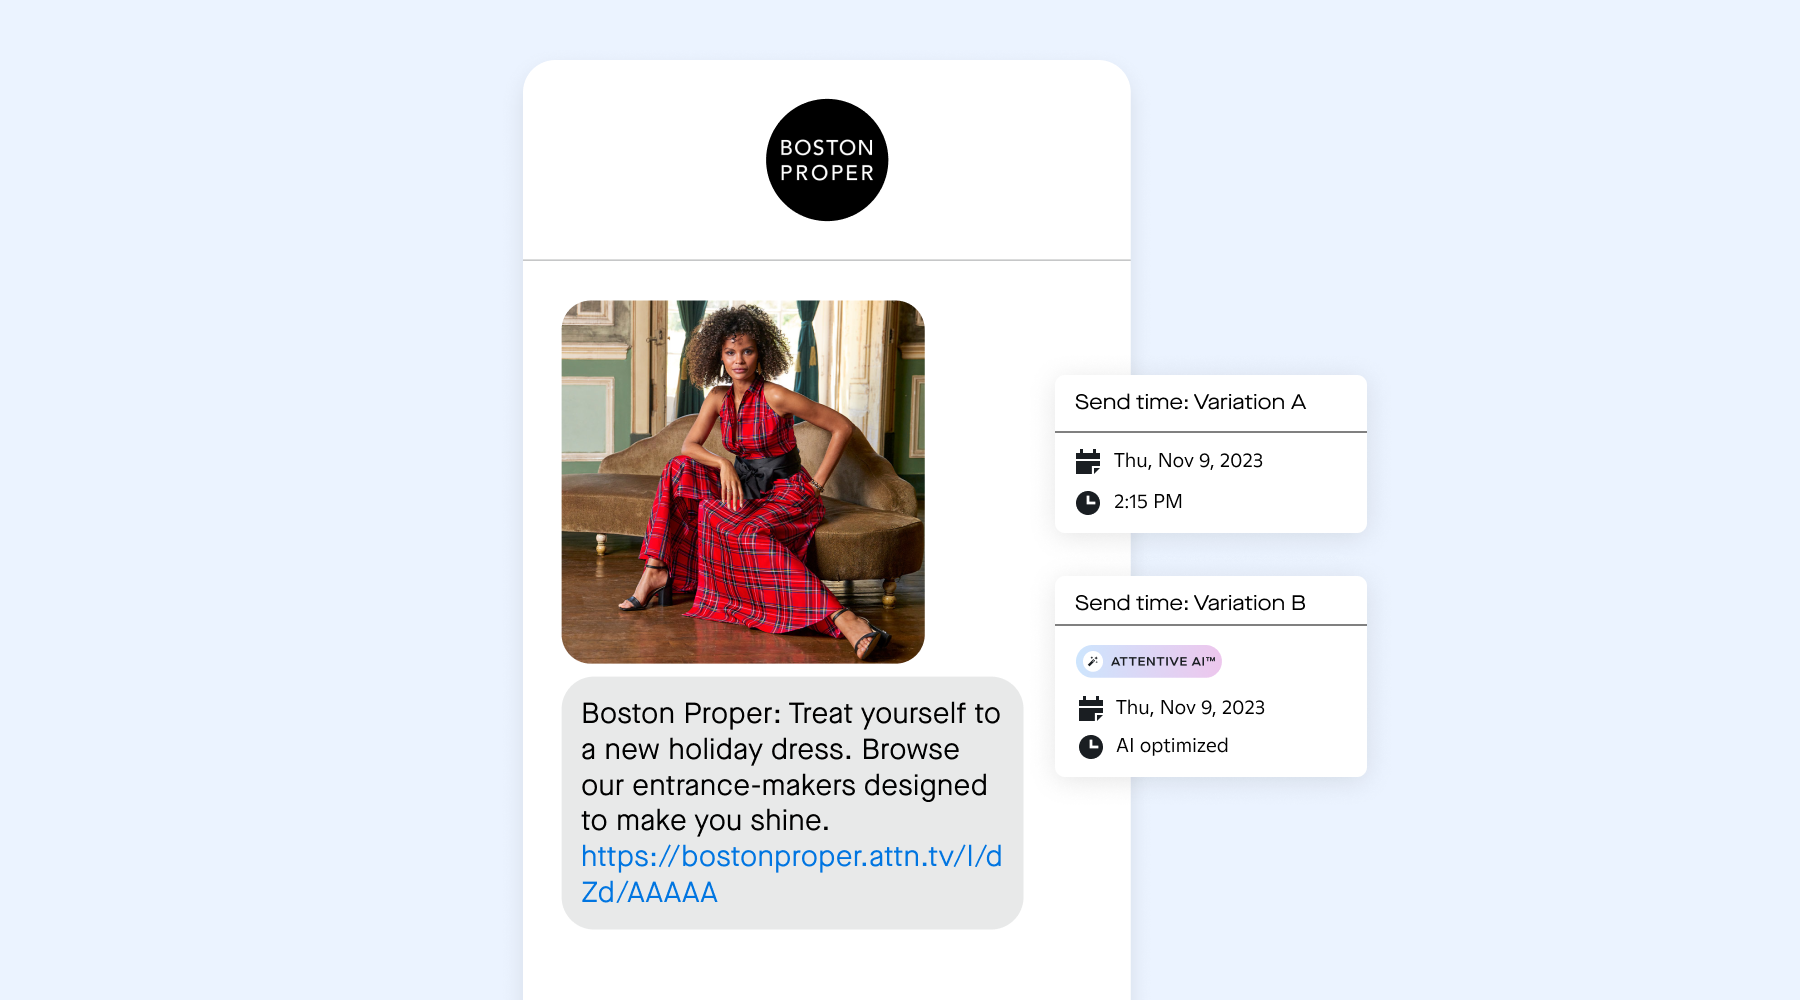 BOSTON
PROPER
Boston Proper: Treat yourself to
a new holiday dress. Browse
our entrance-makers designed
to make you shine.
https://bostonproper.attn.tv/l/d
Zd/AAAAA
Send time: Variation A
Thu, Nov 9, 2023
2:15 PM
Send time: Variation B
ATTENTIVE AI™
Thu, Nov 9, 2023
AI optimized